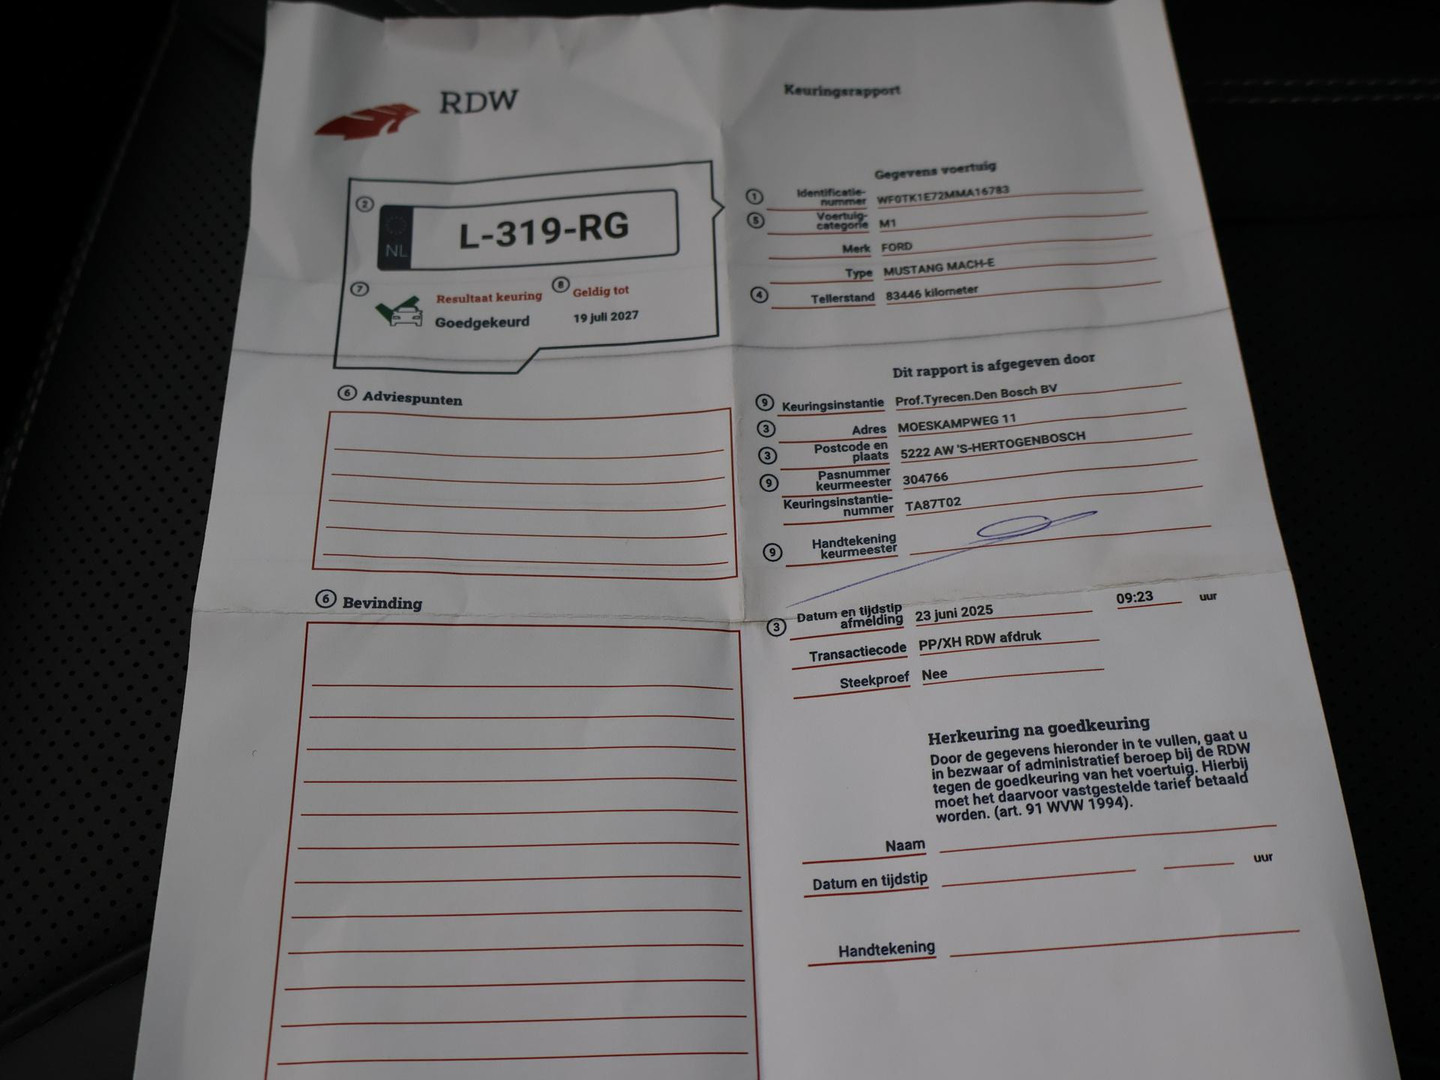 RDW
Keuringsrapport
2
NL
L-319-RG
7
Resultaat keuring
Goedgekeurd
8
Geldig tot
19 juli 2027
Gegevens voertuig
1 Identificatie-
nummer WF0TK1E72MMA16783
5 Voertuig-
categorie M1
Merk FORD
Type MUSTANG MACH-E
4 Tellerstand 83446 kilometer
6 Adviespunten
Dit rapport is afgegeven door
9 Keuringsinstantie Prof.Tyrecen.Den Bosch BV
3 Adres MOESKAMPWEG 11
3 Postcode en
plaats 5222 AW 'S-HERTOGENBOSCH
9 Pasnummer
keurmeester 304766
Keuringsinstantie-
nummer TA87T02
9 Handtekening
keurmeester
6 Bevinding
3 Datum en tijdstip
afmelding 23 juni 2025 09:23 uur
Transactiecode PP/XH RDW afdruk
Steekproef Nee
Herkeuring na goedkeuring
Door de gegevens hieronder in te vullen, gaat u
in bezwaar of administratief beroep bij de RDW
tegen de goedkeuring van het voertuig. Hierbij
moet het daarvoor vastgestelde tarief betaald
worden. (art. 91 WVW 1994).
Naam
Datum en tijdstip uur
Handtekening